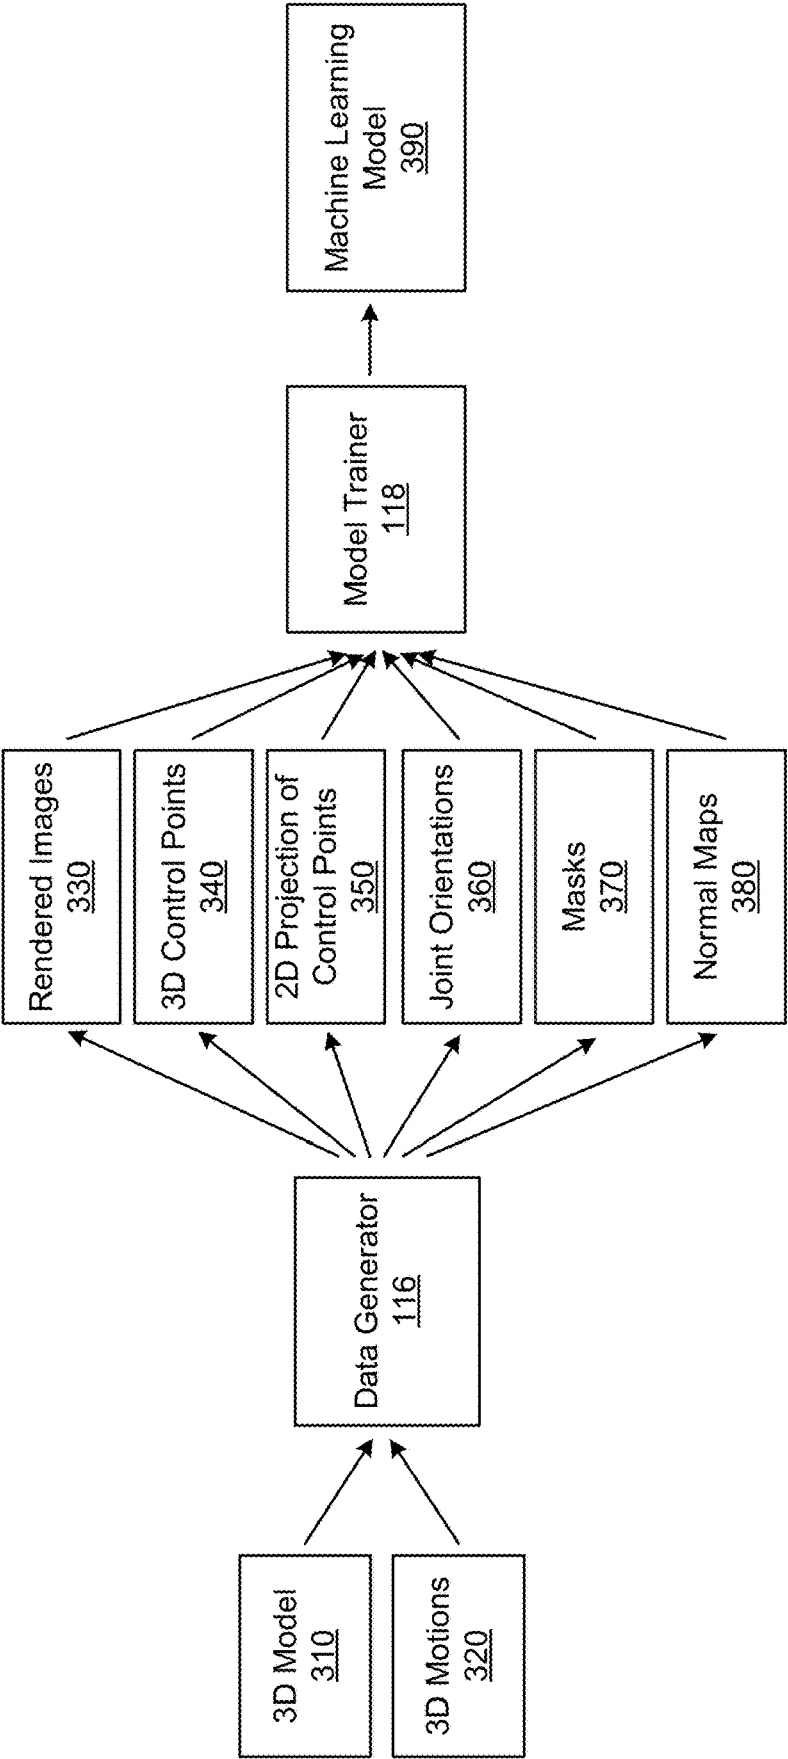 3D Model
310
3D Motions
320
Data Generator
116
Rendered Images
330
3D Control Points
340
2D Projection of
Control Points
350
Joint Orientations
360
Masks
370
Normal Maps
380
Model Trainer
118
Machine Learning
Model
390